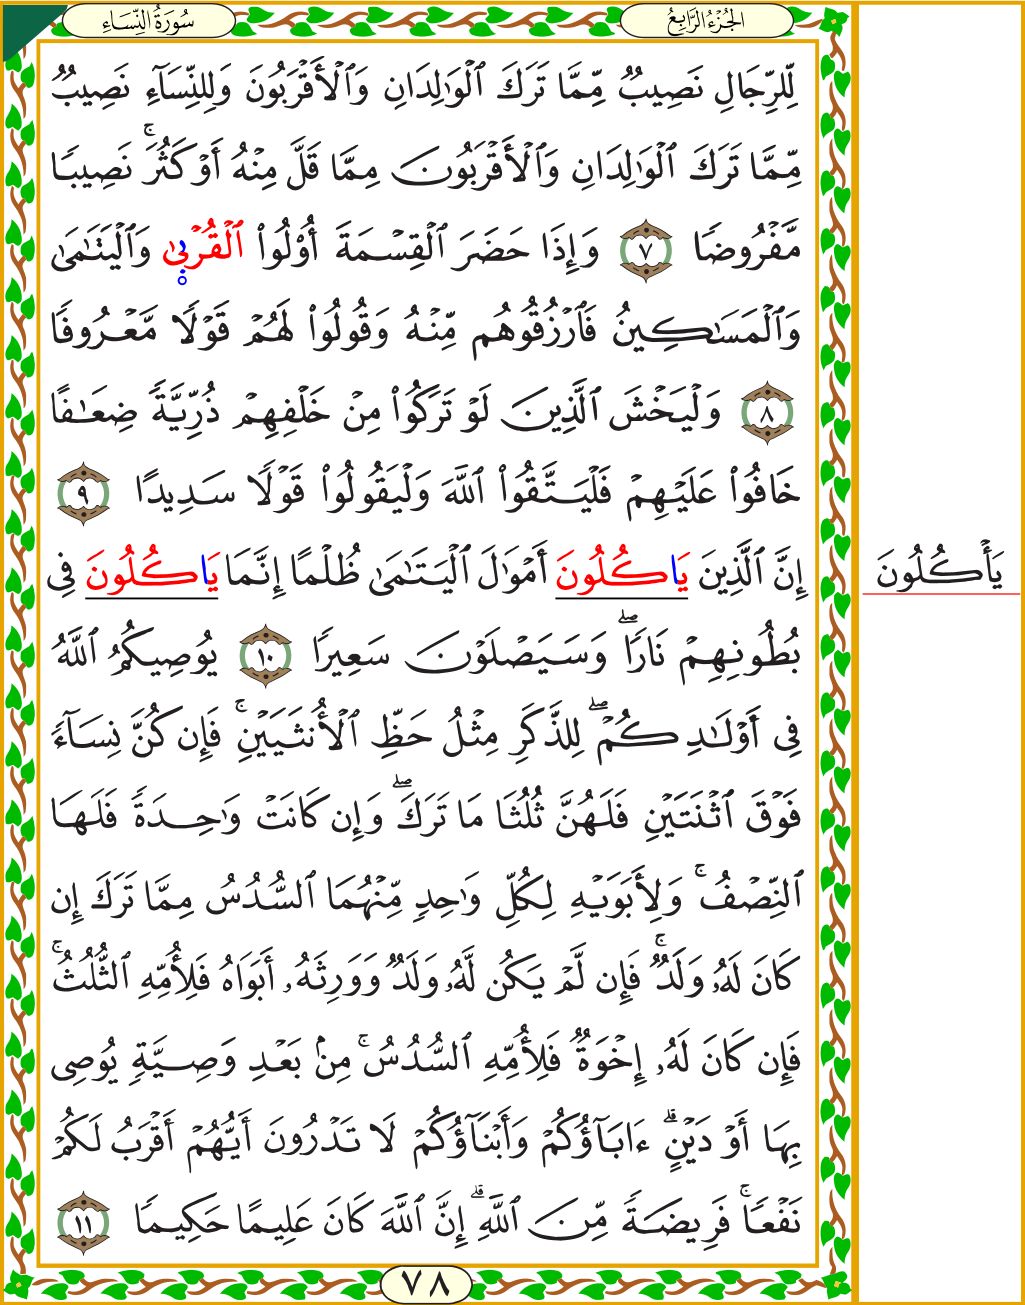 سُورَةُ النِّسَاءِ
الجُزْءُ الرَّابِعُ
لِّلرِّجَالِ نَصِيبٌ مِّمَّا تَرَكَ ٱلْوَٰلِدَانِ وَٱلْأَقْرَبُونَ وَلِلنِّسَآءِ نَصِيبٌ
مِّمَّا تَرَكَ ٱلْوَٰلِدَانِ وَٱلْأَقْرَبُونَ مِمَّا قَلَّ مِنْهُ أَوْ كَثُرَ ۚ نَصِيبًا
مَّفْرُوضًا ٧ وَإِذَا حَضَرَ ٱلْقِسْمَةَ أُو۟لُوا۟ ٱلْقُرْبَىٰ وَٱلْيَتَٰمَىٰ
وَٱلْمَسَٰكِينُ فَٱرْزُقُوهُم مِّنْهُ وَقُولُوا۟ لَهُمْ قَوْلًا مَّعْرُوفًا
٨ وَلْيَخْشَ ٱلَّذِينَ لَوْ تَرَكُوا۟ مِنْ خَلْفِهِمْ ذُرِّيَّةً ضِعَٰفًا
خَافُوا۟ عَلَيْهِمْ فَلْيَتَّقُوا۟ ٱللَّهَ وَلْيَقُولُوا۟ قَوْلًا سَدِيدًا ٩
إِنَّ ٱلَّذِينَ يَاكُلُونَ أَمْوَٰلَ ٱلْيَتَٰمَىٰ ظُلْمًا إِنَّمَا يَاكُلُونَ فِى
يَأْكُلُونَ
بُطُونِهِمْ نَارًا ۖ وَسَيَصْلَوْنَ سَعِيرًا ١٠ يُوصِيكُمُ ٱللَّهُ
فِىٓ أَوْلَٰدِكُمْ ۖ لِلذَّكَرِ مِثْلُ حَظِّ ٱلْأُنثَيَيْنِ ۚ فَإِن كُنَّ نِسَآءً
فَوْقَ ٱثْنَتَيْنِ فَلَهُنَّ ثُلُثَا مَا تَرَكَ ۖ وَإِن كَانَتْ وَٰحِدَةً فَلَهَا
ٱلنِّصْفُ ۚ وَلِأَبَوَيْهِ لِكُلِّ وَٰحِدٍ مِّنْهُمَا ٱلسُّدُسُ مِمَّا تَرَكَ إِن
كَانَ لَهُۥ وَلَدٌ ۚ فَإِن لَّمْ يَكُن لَّهُۥ وَلَدٌ وَوَرِثَهُۥٓ أَبَوَاهُ فَلِأُمِّهِ ٱلثُّلُثُ ۚ
فَإِن كَانَ لَهُۥٓ إِخْوَةٌ فَلِأُمِّهِ ٱلسُّدُسُ ۚ مِنۢ بَعْدِ وَصِيَّةٍ يُوصِى
بِهَآ أَوْ دَيْنٍ ۗ ءَابَآؤُكُمْ وَأَبْنَآؤُكُمْ لَا تَدْرُونَ أَيُّهُمْ أَقْرَبُ لَكُمْ
نَفْعًا ۚ فَرِيضَةً مِّنَ ٱللَّهِ ۗ إِنَّ ٱللَّهَ كَانَ عَلِيمًا حَكِيمًا ١١
٧٨